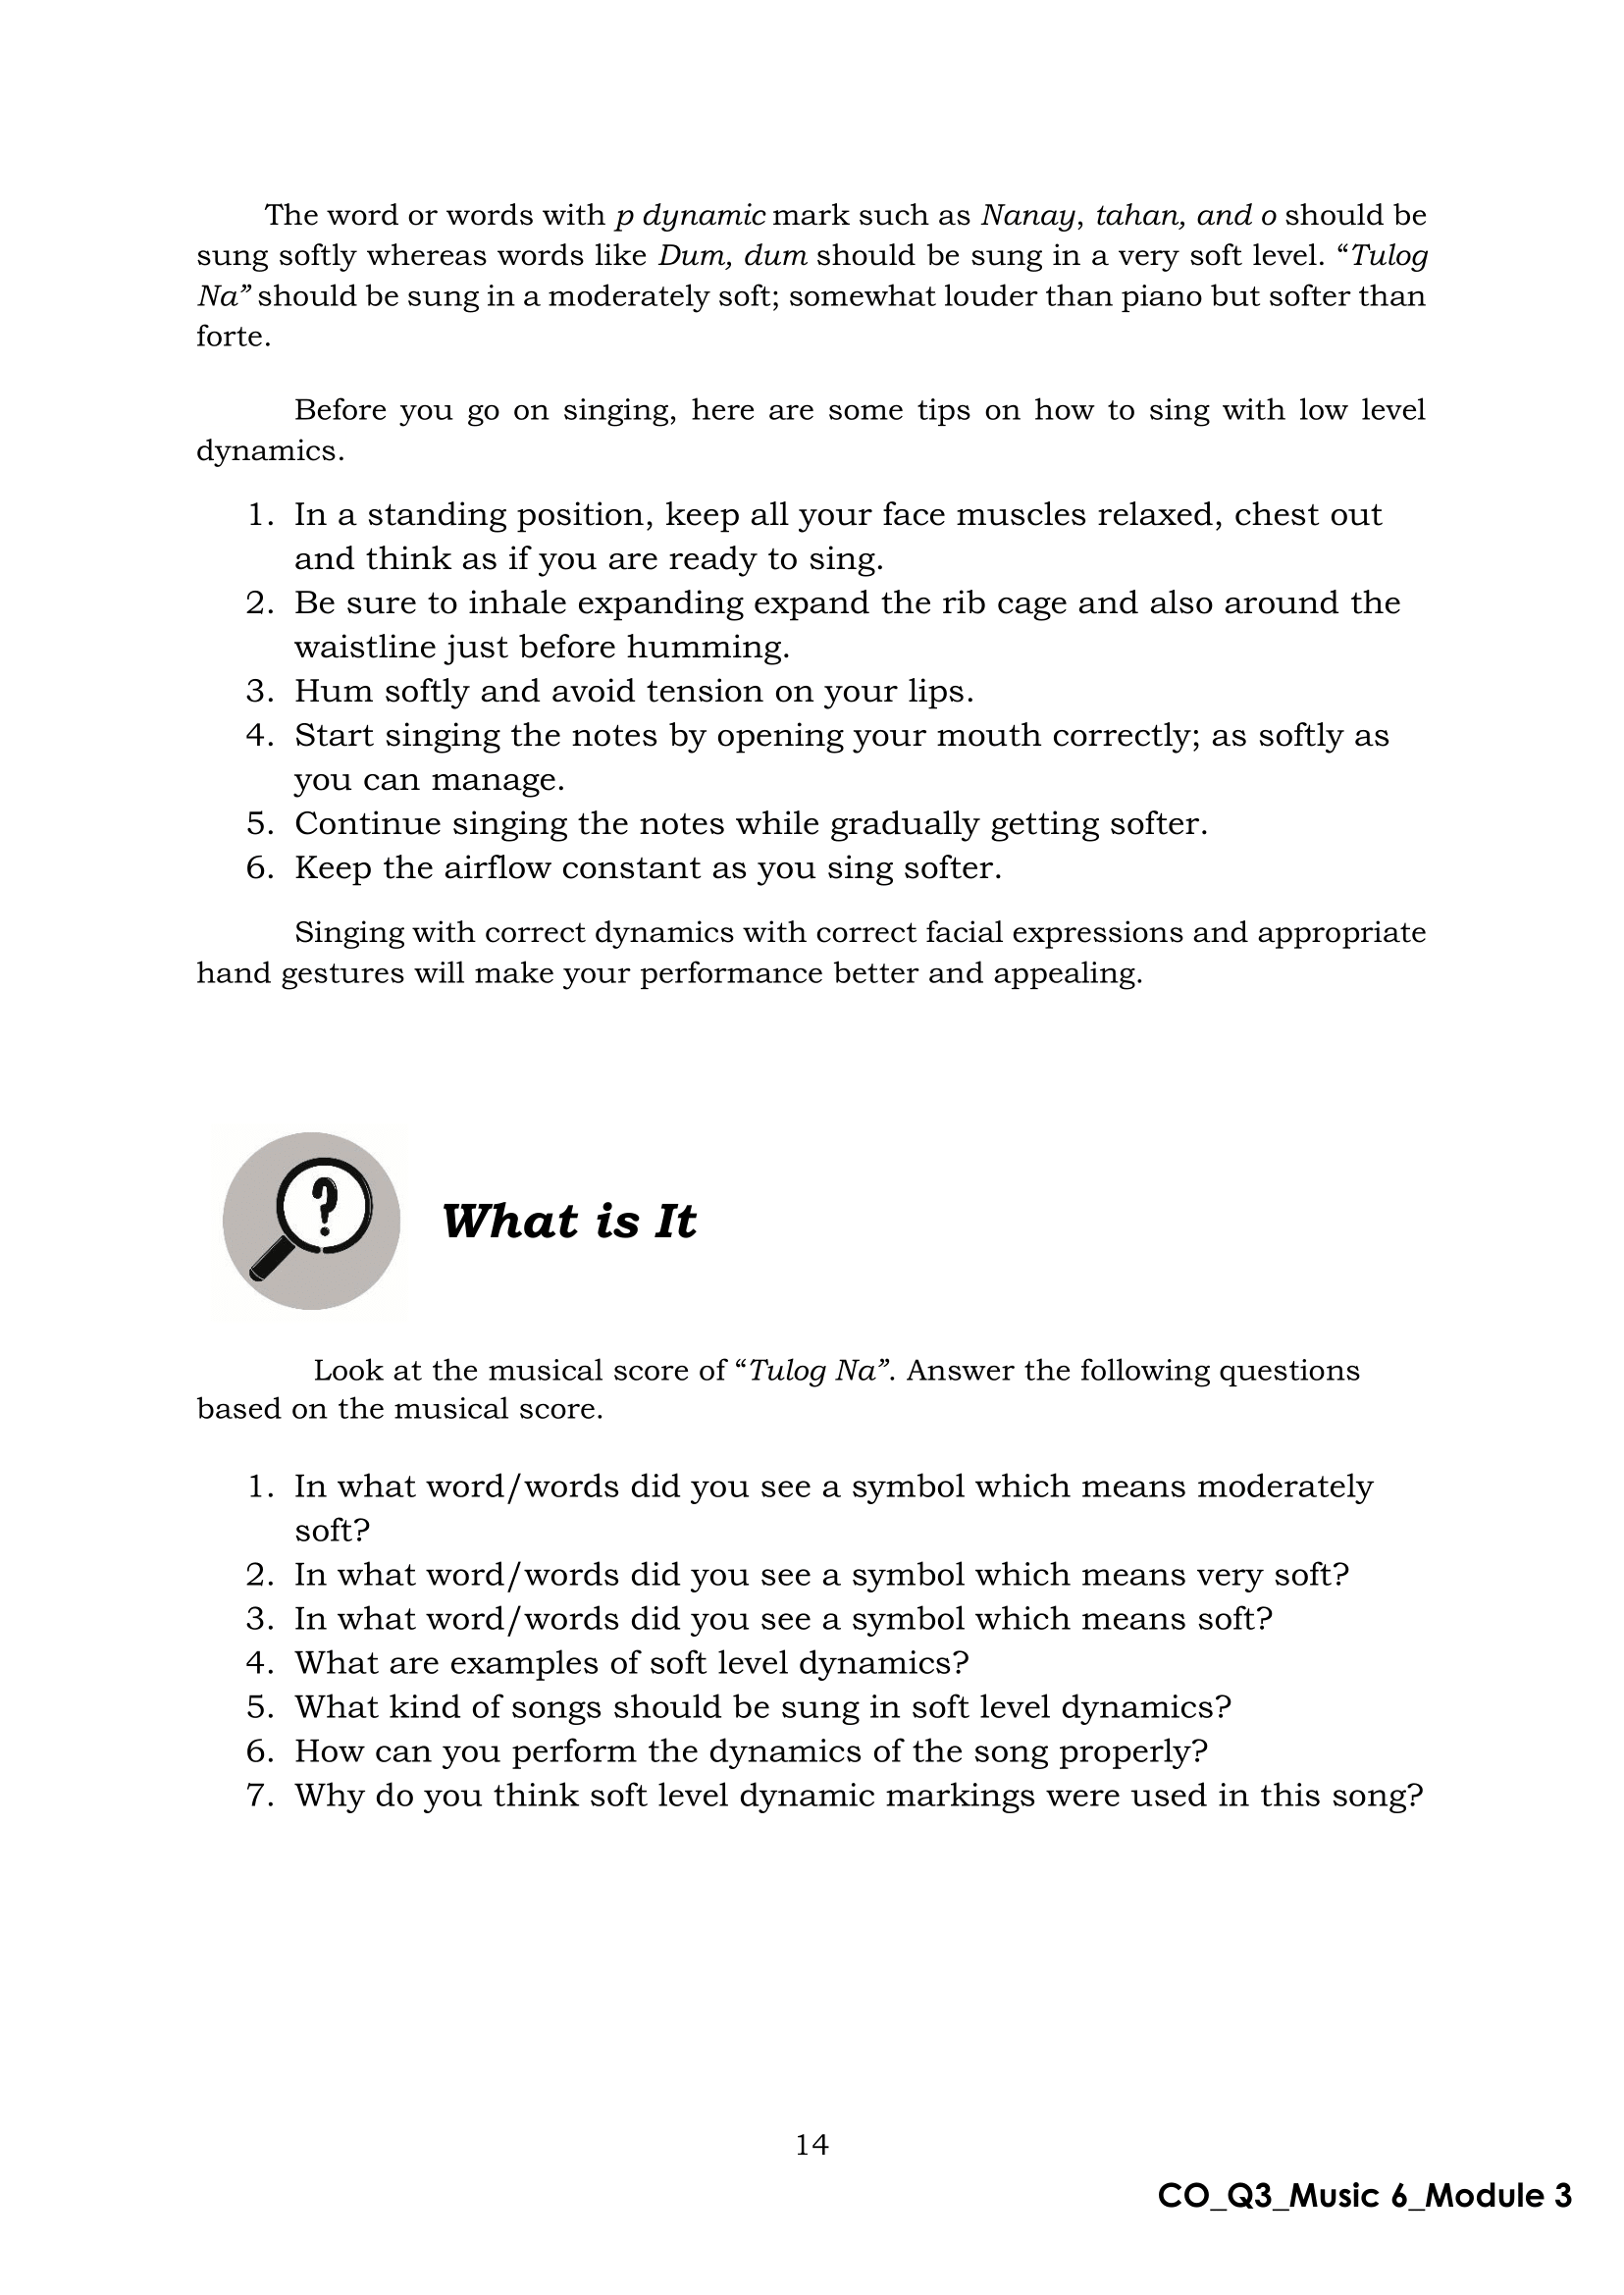 The word or words with p dynamic mark such as Nanay, tahan, and o should be
sung softly whereas words like Dum, dum should be sung in a very soft level. “Tulog
Na” should be sung in a moderately soft; somewhat louder than piano but softer than
forte.
Before you go on singing, here are some tips on how to sing with low level
dynamics.
1. In a standing position, keep all your face muscles relaxed, chest out
and think as if you are ready to sing.
2. Be sure to inhale expanding expand the rib cage and also around the
waistline just before humming.
3. Hum softly and avoid tension on your lips.
4. Start singing the notes by opening your mouth correctly; as softly as
you can manage.
5. Continue singing the notes while gradually getting softer.
6. Keep the airflow constant as you sing softer.
Singing with correct dynamics with correct facial expressions and appropriate
hand gestures will make your performance better and appealing.
?
What is It
Look at the musical score of “Tulog Na”. Answer the following questions
based on the musical score.
1. In what word/words did you see a symbol which means moderately
soft?
2. In what word/words did you see a symbol which means very soft?
3. In what word/words did you see a symbol which means soft?
4. What are examples of soft level dynamics?
5. What kind of songs should be sung in soft level dynamics?
6. How can you perform the dynamics of the song properly?
7. Why do you think soft level dynamic markings were used in this song?
14
CO_Q3_Music 6_Module 3